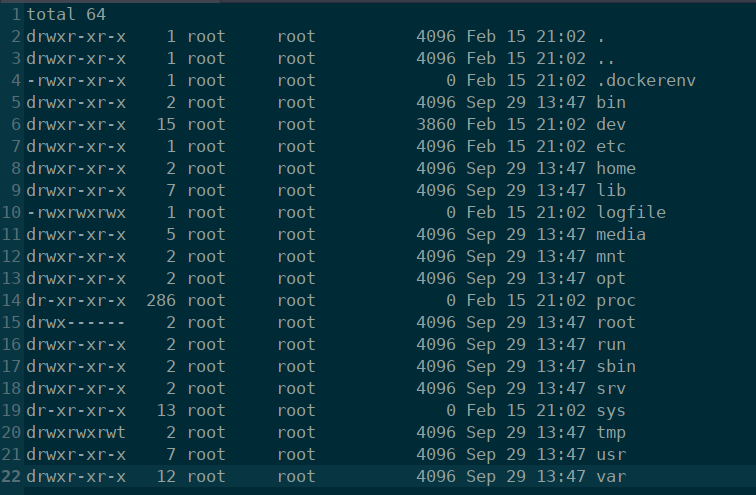 1 total 64
2 drwxr-xr-x    1 root     root          4096 Feb 15 21:02 .
3 drwxr-xr-x    1 root     root          4096 Feb 15 21:02 ..
4 -rwxr-xr-x    1 root     root             0 Feb 15 21:02 .dockerenv
5 drwxr-xr-x    2 root     root          4096 Sep 29 13:47 bin
6 drwxr-xr-x   15 root     root          3860 Feb 15 21:02 dev
7 drwxr-xr-x    1 root     root          4096 Feb 15 21:02 etc
8 drwxr-xr-x    2 root     root          4096 Sep 29 13:47 home
9 drwxr-xr-x    7 root     root          4096 Sep 29 13:47 lib
10 -rwxrwxrwx    1 root     root             0 Feb 15 21:02 logfile
11 drwxr-xr-x    5 root     root          4096 Sep 29 13:47 media
12 drwxr-xr-x    2 root     root          4096 Sep 29 13:47 mnt
13 drwxr-xr-x    2 root     root          4096 Sep 29 13:47 opt
14 dr-xr-xr-x  286 root     root             0 Feb 15 21:02 proc
15 drwx------    2 root     root          4096 Sep 29 13:47 root
16 drwxr-xr-x    2 root     root          4096 Sep 29 13:47 run
17 drwxr-xr-x    2 root     root          4096 Sep 29 13:47 sbin
18 drwxr-xr-x    2 root     root          4096 Sep 29 13:47 srv
19 dr-xr-xr-x   13 root     root             0 Feb 15 21:02 sys
20 drwxrwxrwt    2 root     root          4096 Sep 29 13:47 tmp
21 drwxr-xr-x    7 root     root          4096 Sep 29 13:47 usr
22 drwxr-xr-x   12 root     root          4096 Sep 29 13:47 var